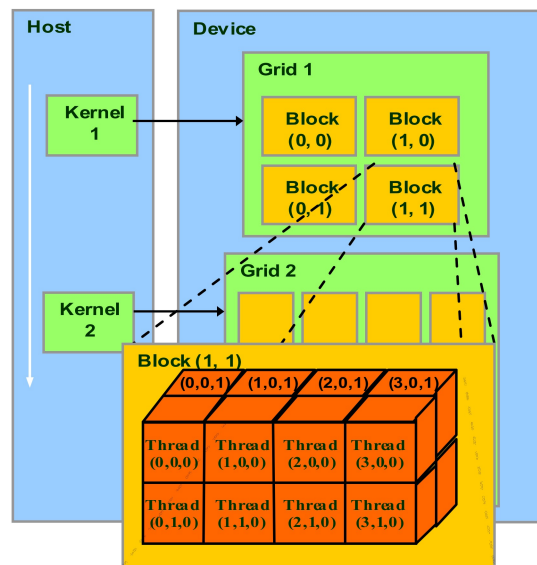 Host
Device
Grid 1
Kernel
1
Block
(0, 0)
Block
(1, 0)
Block
(0, 1)
Block
(1, 1)
Grid 2
Kernel
2
Block (1, 1)
(0,0,1)
(1,0,1)
(2,0,1)
(3,0,1)
Thread
(0,0,0)
Thread
(1,0,0)
Thread
(2,0,0)
Thread
(3,0,0)
Thread
(0,1,0)
Thread
(1,1,0)
Thread
(2,1,0)
Thread
(3,1,0)